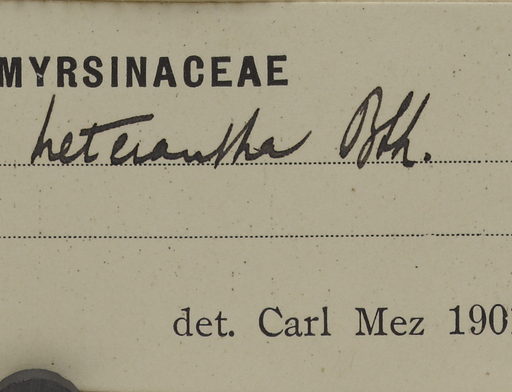 MYRSINACEAE
heterantha Bth.
det. Carl Mez 190